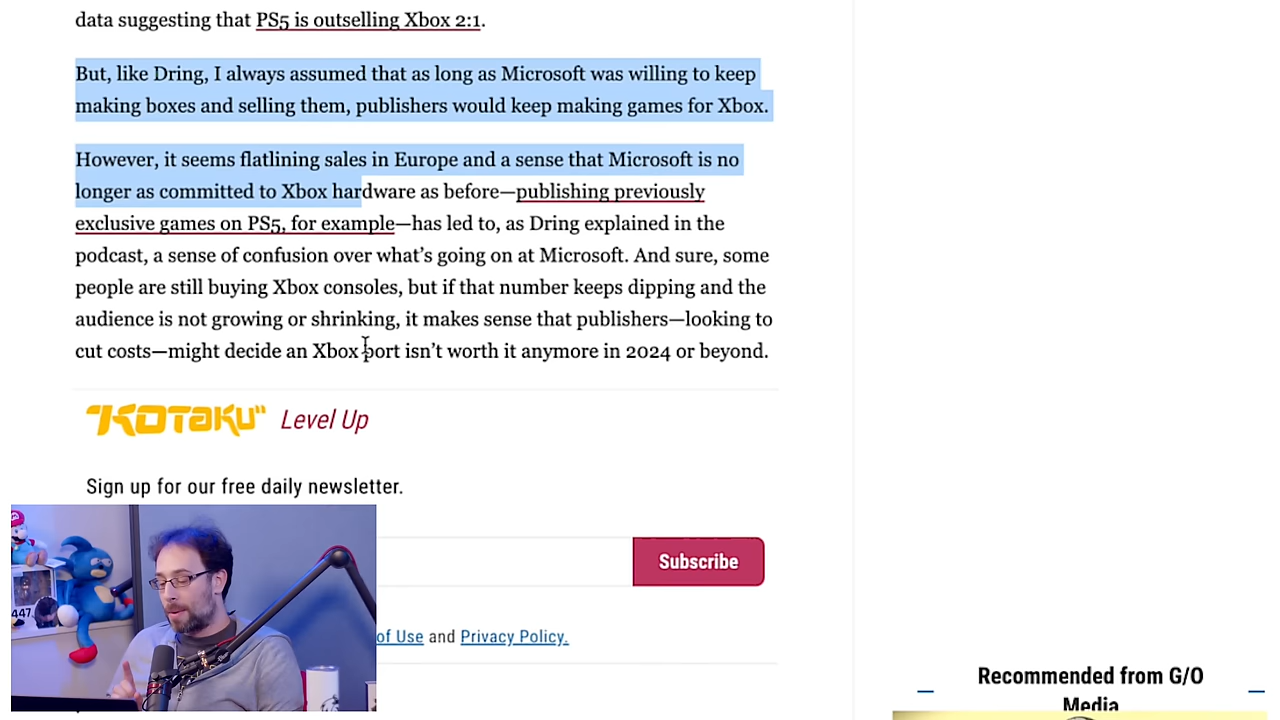 data suggesting that PS5 is outselling Xbox 2:1.
But, like Dring, I always assumed that as long as Microsoft was willing to keep
making boxes and selling them, publishers would keep making games for Xbox.
However, it seems flatlining sales in Europe and a sense that Microsoft is no
longer as committed to Xbox hardware as before—publishing previously
exclusive games on PS5, for example—has led to, as Dring explained in the
podcast, a sense of confusion over what's going on at Microsoft. And sure, some
people are still buying Xbox consoles, but if that number keeps dipping and the
audience is not growing or shrinking, it makes sense that publishers—looking to
cut costs—might decide an Xbox port isn't worth it anymore in 2024 or beyond.
"KOTaKU" Level Up
Sign up for our free daily newsletter.
Subscribe
of Use and Privacy Policy.
447
Recommended from G/O
Media